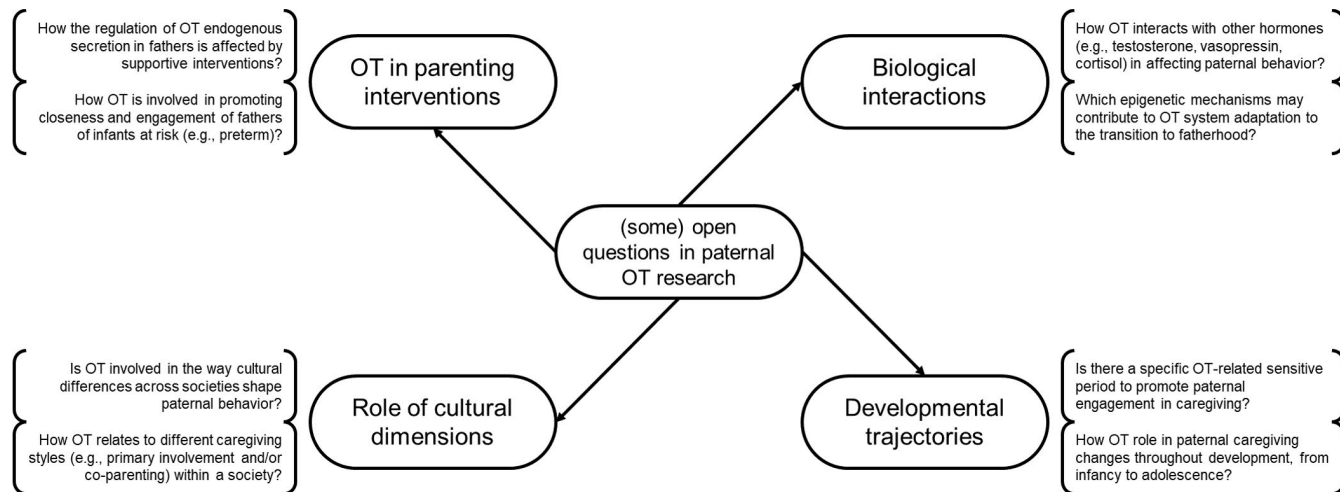 How the regulation of OT endogenous
secretion in fathers is affected by
supportive interventions?
How OT is involved in promoting
closeness and engagement of fathers
of infants at risk (e.g., preterm)?
OT in parenting
interventions
Biological
interactions
How OT interacts with other hormones
(e.g., testosterone, vasopressin,
cortisol) in affecting paternal behavior?
Which epigenetic mechanisms may
contribute to OT system adaptation to
the transition to fatherhood?
(some) open
questions in paternal
OT research
Is OT involved in the way cultural
differences across societies shape
paternal behavior?
How OT relates to different caregiving
styles (e.g., primary involvement and/or
co-parenting) within a society?
Role of cultural
dimensions
Developmental
trajectories
Is there a specific OT-related sensitive
period to promote paternal
engagement in caregiving?
How OT role in paternal caregiving
changes throughout development, from
infancy to adolescence?